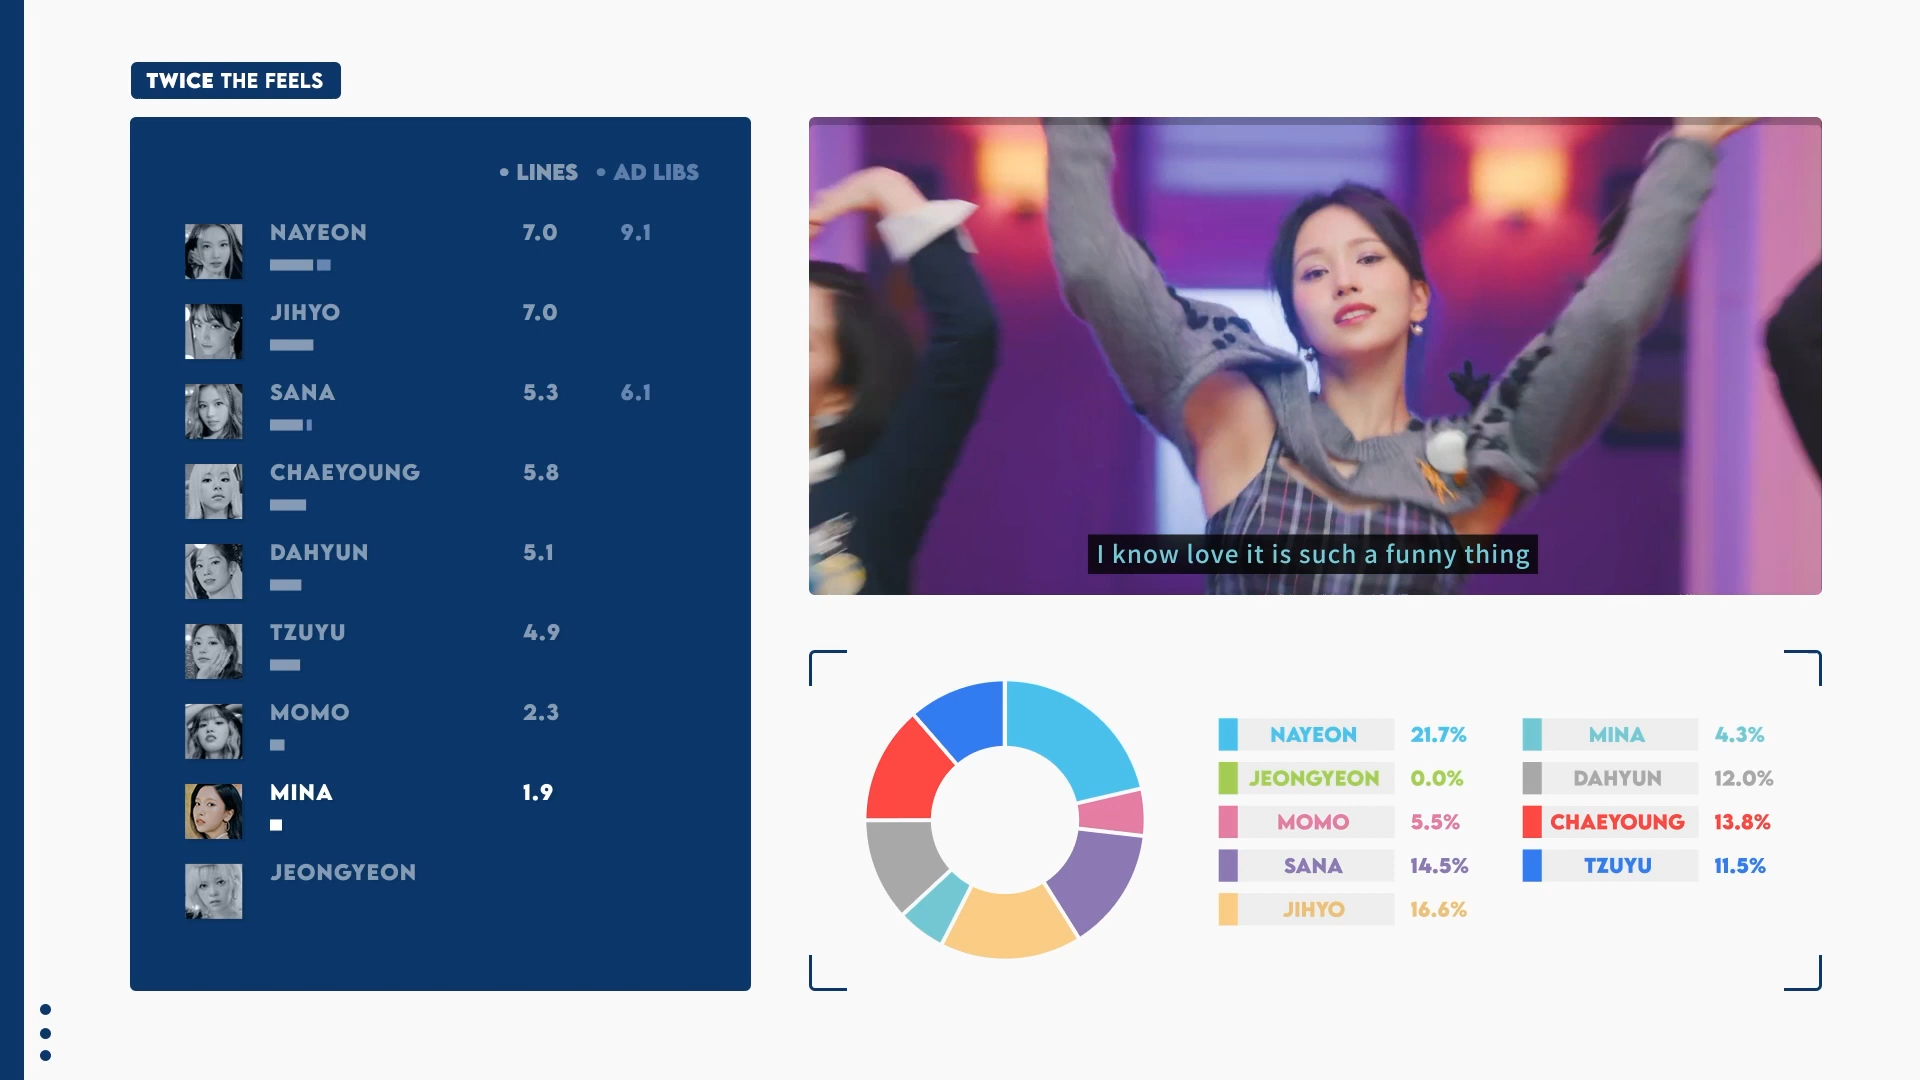 TWICE THE FEELS
• LINES • AD LIBS
NAYEON 7.0 9.1
JIHYO 7.0
SANA 5.3 6.1
CHAEYOUNG 5.8
DAHYUN 5.1
TZUYU 4.9
MOMO 2.3
MINA 1.9
JEONGYEON
I know love it is such a funny thing
NAYEON 21.7% MINA 4.3%
JEONGYEON 0.0% DAHYUN 12.0%
MOMO 5.5% CHAEYOUNG 13.8%
SANA 14.5% TZUYU 11.5%
JIHYO 16.6%